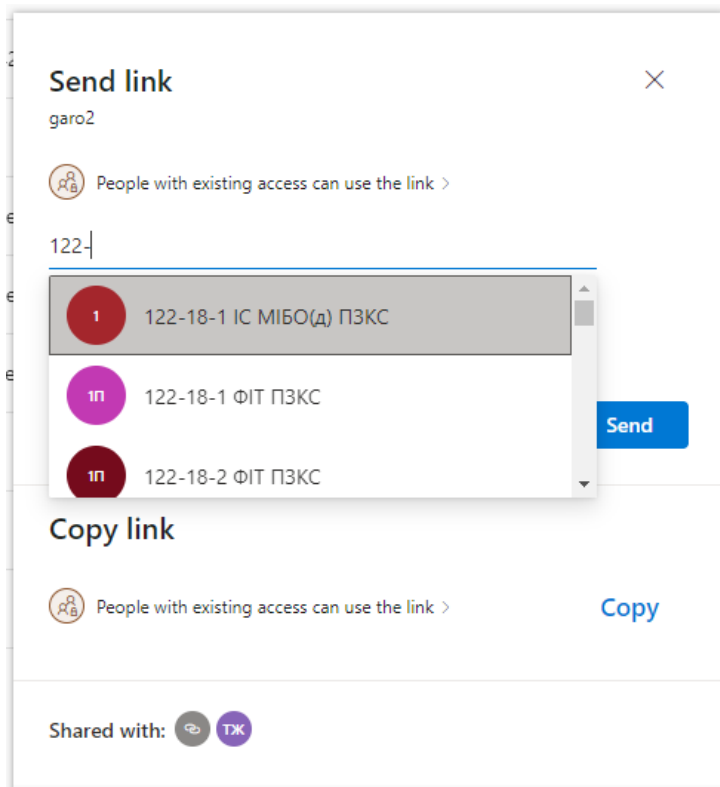 Send link
garo2
People with existing access can use the link
122-
1
122-18-1 ІС МІБО(д) ПЗКС
1П
122-18-1 ФІТ ПЗКС
1П
122-18-2 ФІТ ПЗКС
Send
Copy link
People with existing access can use the link
Copy
Shared with:
ТЖ